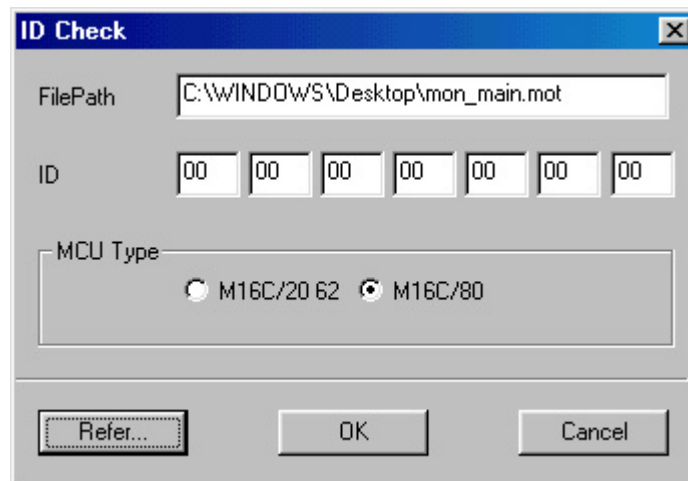 ID Check
FilePath C:\WINDOWS\Desktop\mon_main.mot
ID 00 00 00 00 00 00 00
MCU Type
M16C/20 62 M16C/80
Refer... OK Cancel